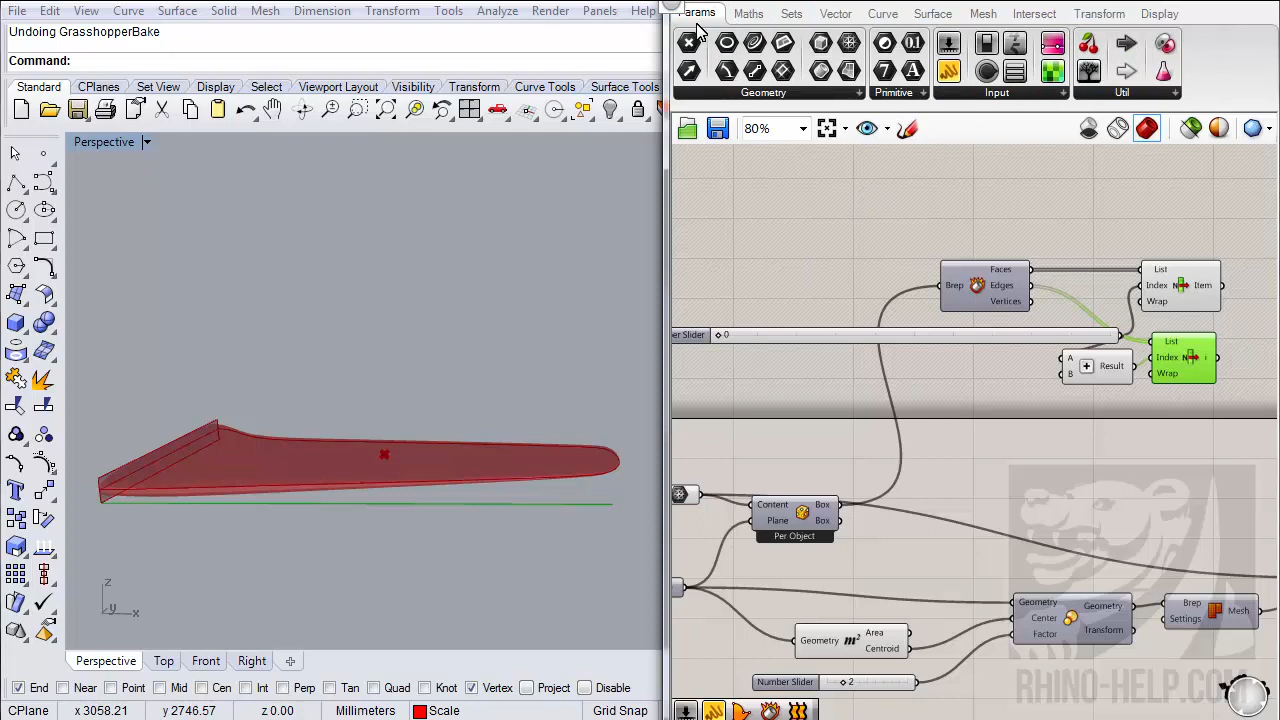 File Edit View Curve Surface Solid Mesh Dimension Transform Tools Analyze Render Panels
Undoing GrasshopperBake
Command:
Standard CPlanes Set View Display Select Viewport Layout Visibility Transform Curve Tools Surface Tools
Perspective
z
y x
Perspective Top Front Right
End Near Point Mid Cen Int Perp Tan Quad Knot Vertex Project Disable
CPlane x 3058.21 y 2746.57 z 0.00 Millimeters Scale Grid Snap
Params Maths Sets Vector Curve Surface Mesh Intersect Transform Display
Geometry Primitive Input Util
80%
Brep Faces Edges Vertices
List Index Wrap Item
er Slider 0
A B Result
List Index Wrap i
Content Plane Box Box
Per Object
Geometry Center Factor Geometry Transform
Brep Settings Mesh
Geometry m² Area Centroid
Number Slider 2
RHINO-HELP.COM